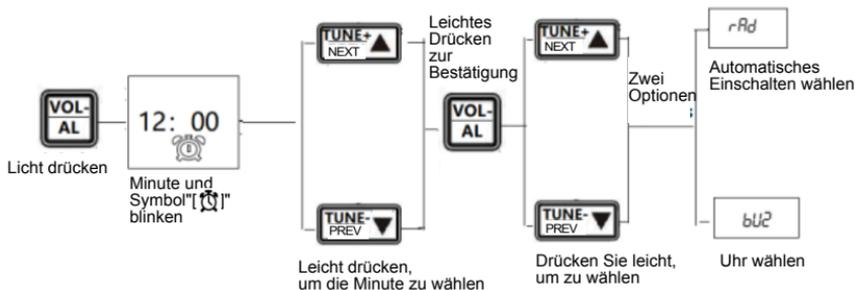 VOL-
AL
Licht drücken
12: 00
Minute und
Symbol"[⏰]"
blinken
TUNE+
NEXT
TUNE-
PREV
Leicht drücken,
um die Minute zu wählen
Leichtes
Drücken
zur
Bestätigung
VOL-
AL
TUNE+
NEXT
TUNE-
PREV
Drücken Sie leicht,
um zu wählen
Zwei
Optionen
rAd
Automatisches
Einschalten wählen
bUZ
Uhr wählen